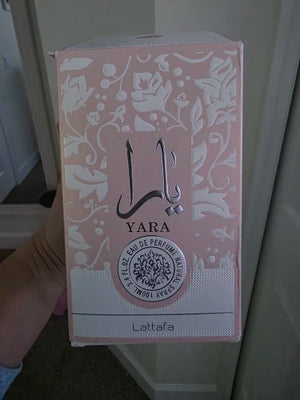 يارا
YARA
EAU DE PERFUME NATURAL SPRAY 100ML 3.4 FL.OZ.
Lattafa